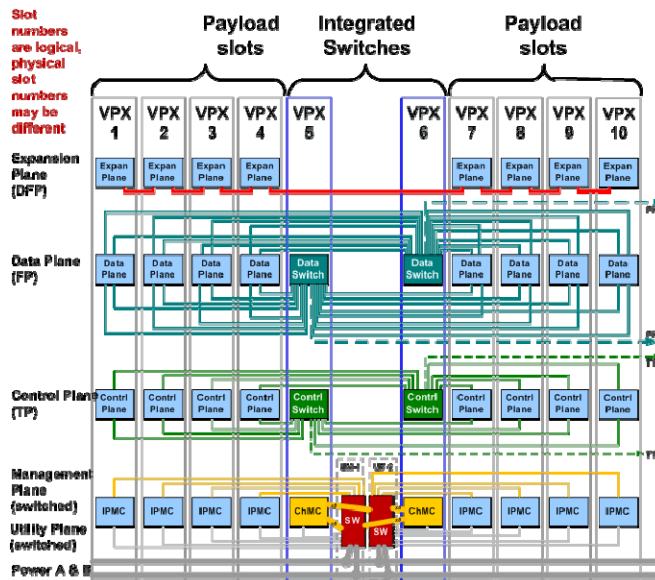 Slot
numbers
are logical,
physical
slot
numbers
may be
different
Payload
slots
Integrated
Switches
Payload
slots
VPX
1
VPX
2
VPX
3
VPX
4
VPX
5
VPX
6
VPX
7
VPX
8
VPX
9
VPX
10
Expansion
Plane
(DFP)
Expan
Plane
Expan
Plane
Expan
Plane
Expan
Plane
Expan
Plane
Expan
Plane
Expan
Plane
Expan
Plane
Data Plane
(FP)
Data
Plane
Data
Plane
Data
Plane
Data
Plane
Data
Switch
Data
Switch
Data
Plane
Data
Plane
Data
Plane
Data
Plane
Control Plane
(TP)
Contrl
Plane
Contrl
Plane
Contrl
Plane
Contrl
Plane
Contrl
Switch
Contrl
Switch
Contrl
Plane
Contrl
Plane
Contrl
Plane
Contrl
Plane
Management
Plane
(switched)
IPMC
IPMC
IPMC
IPMC
ChMC
SW
SW
ChMC
IPMC
IPMC
IPMC
IPMC
Utility Plane
(switched)
Power A & B